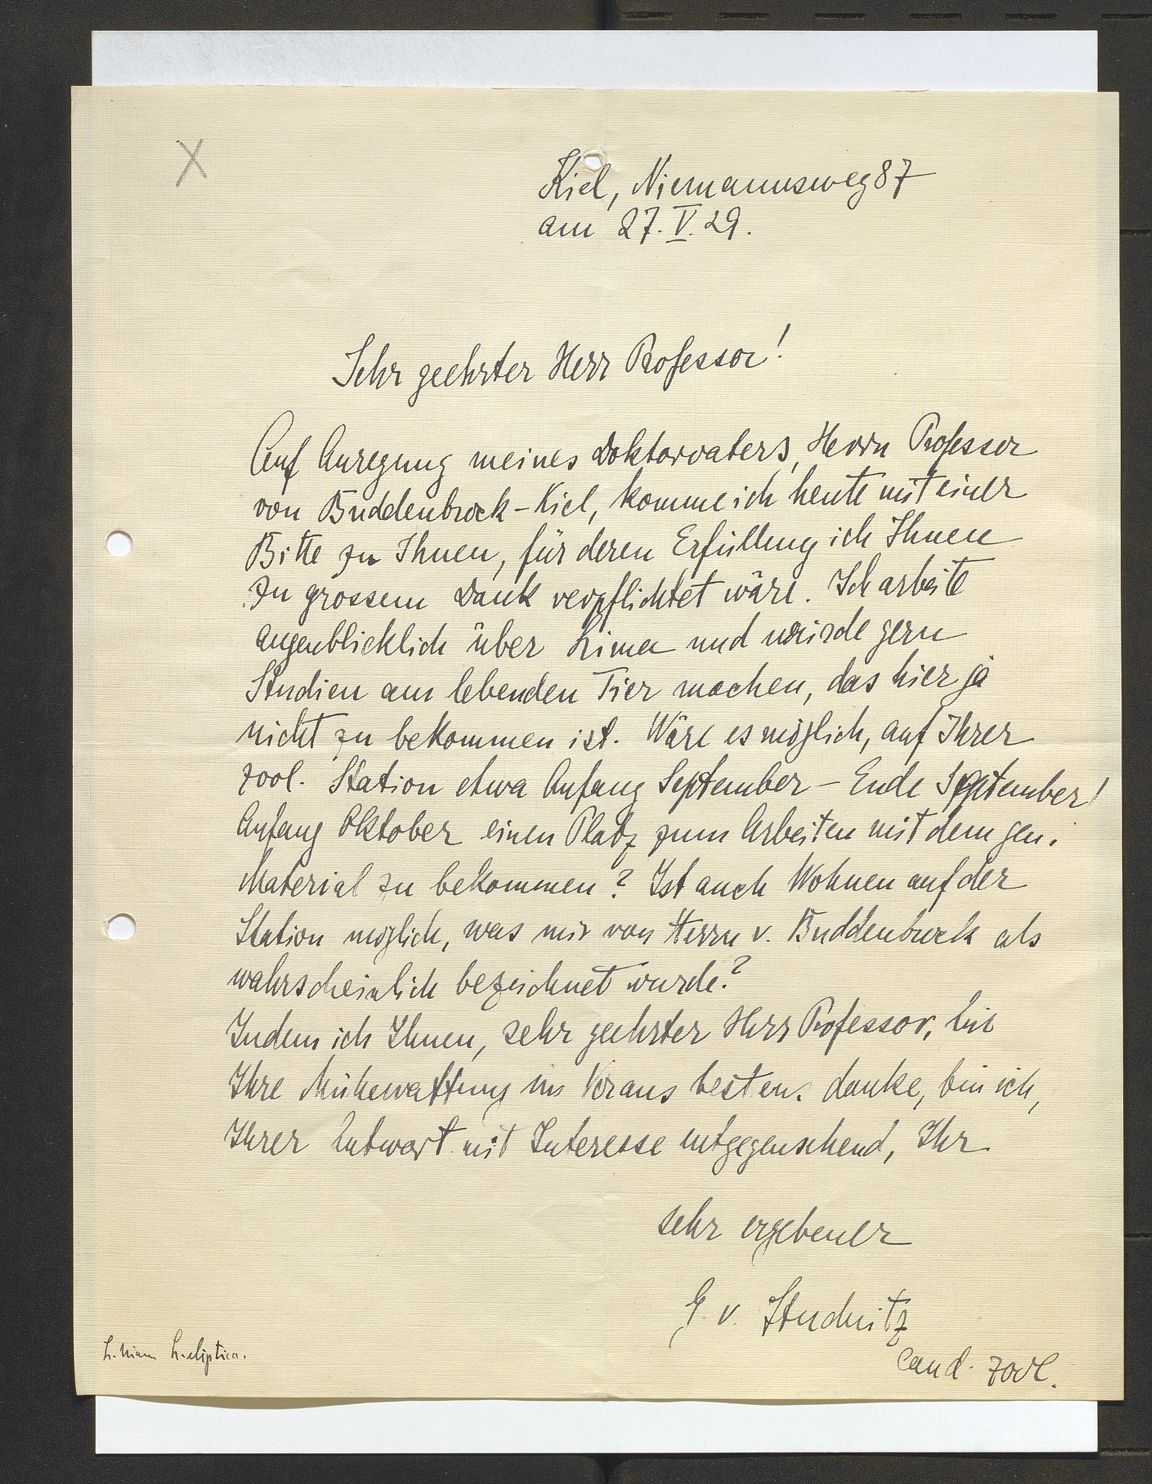 X
Kiel, Niemannsweg 87
am 27. V. 29.
Sehr geehrter Herr Professor!
Auf Anregung meines Doktorvaters, Herrn Professor
von Buddenbrock-Kiel, komme ich heute mit einer
Bitte zu Ihnen, für deren Erfüllung ich Ihnen
zu grossem Dank verpflichtet wäre. Ich arbeite
augenblicklich über Lima und würde gern
Studien am lebenden Tier machen, das hier ja
nicht zu bekommen ist. Wäre es möglich, auf Ihrer
zool. Station etwa Anfang September – Ende September/
Anfang Oktober einen Platz zum Arbeiten mit dem gen.
Material zu bekommen? Ist auch Wohnen auf der
Station möglich, was mir von Herrn v. Buddenbrock als
wahrscheinlich bezeichnet wurde?
Indem ich Ihnen, sehr geehrter Herr Professor, für
Ihre Mühewaltung im Voraus bestens danke, bin ich,
Ihrer Antwort mit Interesse entgegensehend, Ihr
sehr ergebener
G. v. Studnitz
cand. zool.
L. hians L. eliptica.